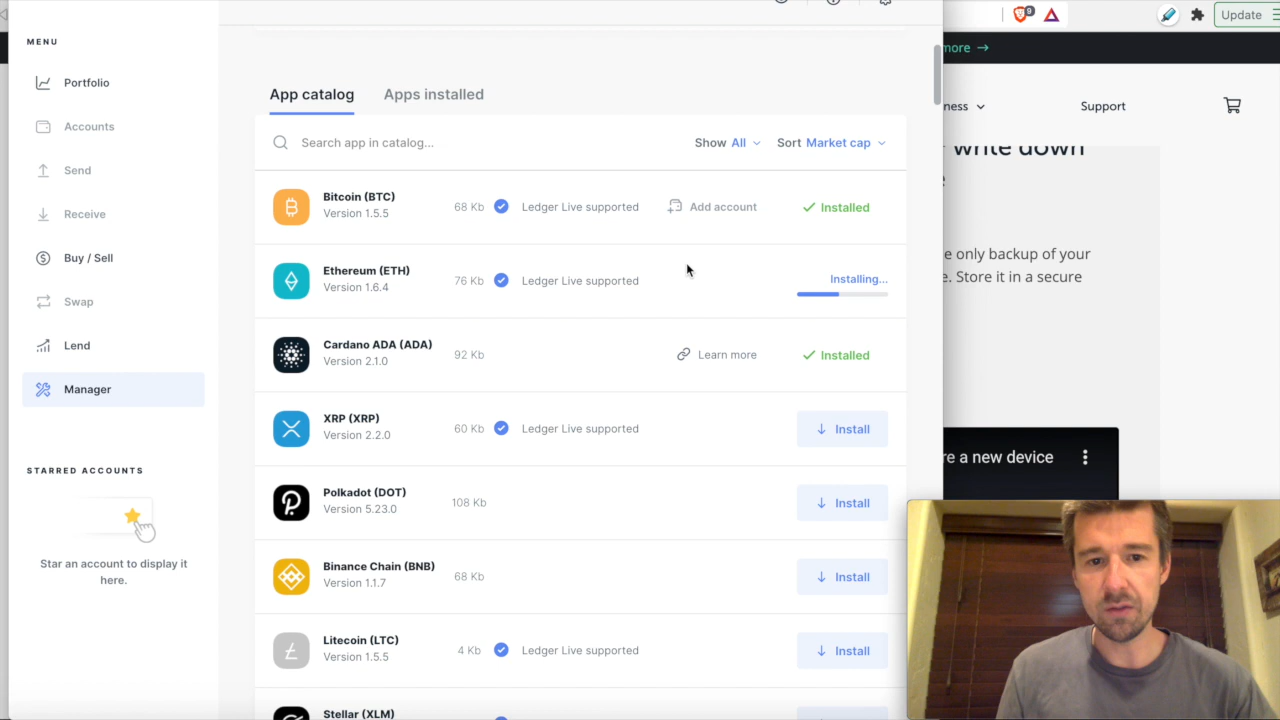 MENU
Portfolio
Accounts
Send
Receive
Buy / Sell
Swap
Lend
Manager
STARRED ACCOUNTS
Star an account to display it
here.
App catalog
Apps installed
Search app in catalog...
Show All
Sort Market cap
Bitcoin (BTC)
Version 1.5.5
68 Kb
Ledger Live supported
Add account
Installed
Ethereum (ETH)
Version 1.6.4
76 Kb
Ledger Live supported
Installing...
Cardano ADA (ADA)
Version 2.1.0
92 Kb
Learn more
Installed
XRP (XRP)
Version 2.2.0
60 Kb
Ledger Live supported
Install
Polkadot (DOT)
Version 5.23.0
108 Kb
Install
Binance Chain (BNB)
Version 1.1.7
68 Kb
Install
Litecoin (LTC)
Version 1.5.5
4 Kb
Ledger Live supported
Install
Stellar (XLM)
9
Update
more →
ness
Support
write down
e only backup of your
e. Store it in a secure
re a new device